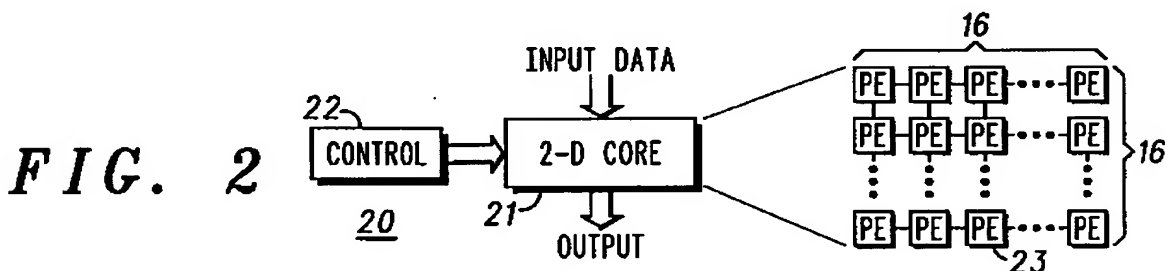 FIG. 2
20
22
CONTROL
INPUT DATA
2-D CORE
21
OUTPUT
16
PE PE PE PE
PE PE PE PE
16
PE PE PE PE
23